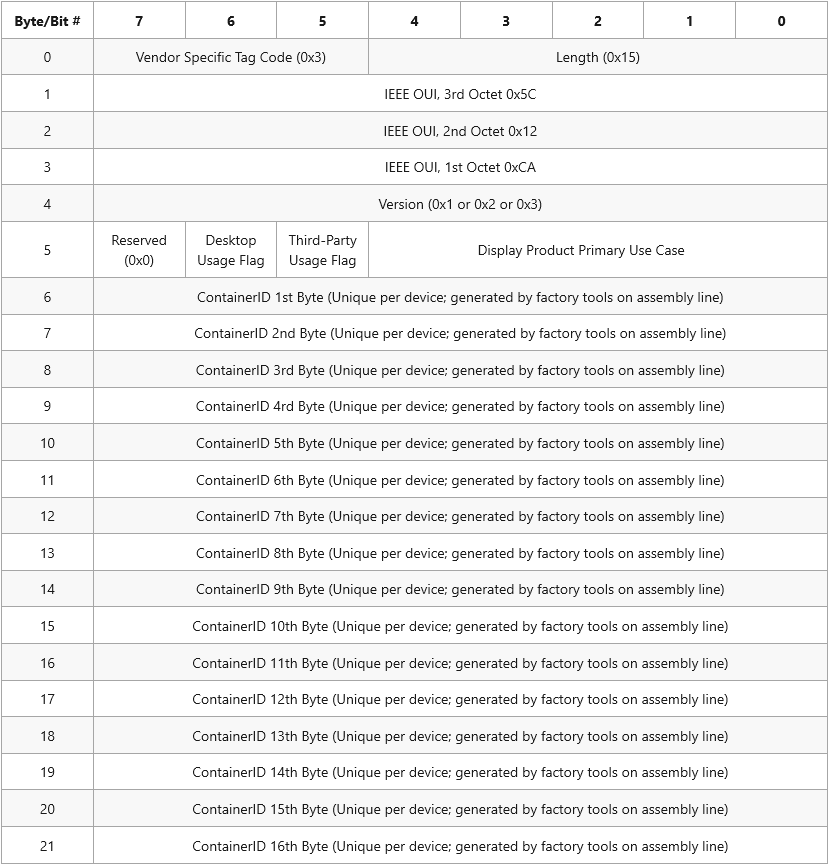 Byte/Bit # 7 6 5 4 3 2 1 0
0 Vendor Specific Tag Code (0x3) Length (0x15)
1 IEEE OUI, 3rd Octet 0x5C
2 IEEE OUI, 2nd Octet 0x12
3 IEEE OUI, 1st Octet 0xCA
4 Version (0x1 or 0x2 or 0x3)
5 Reserved (0x0) Desktop Usage Flag Third-Party Usage Flag Display Product Primary Use Case
6 ContainerID 1st Byte (Unique per device; generated by factory tools on assembly line)
7 ContainerID 2nd Byte (Unique per device; generated by factory tools on assembly line)
8 ContainerID 3rd Byte (Unique per device; generated by factory tools on assembly line)
9 ContainerID 4rd Byte (Unique per device; generated by factory tools on assembly line)
10 ContainerID 5th Byte (Unique per device; generated by factory tools on assembly line)
11 ContainerID 6th Byte (Unique per device; generated by factory tools on assembly line)
12 ContainerID 7th Byte (Unique per device; generated by factory tools on assembly line)
13 ContainerID 8th Byte (Unique per device; generated by factory tools on assembly line)
14 ContainerID 9th Byte (Unique per device; generated by factory tools on assembly line)
15 ContainerID 10th Byte (Unique per device; generated by factory tools on assembly line)
16 ContainerID 11th Byte (Unique per device; generated by factory tools on assembly line)
17 ContainerID 12th Byte (Unique per device; generated by factory tools on assembly line)
18 ContainerID 13th Byte (Unique per device; generated by factory tools on assembly line)
19 ContainerID 14th Byte (Unique per device; generated by factory tools on assembly line)
20 ContainerID 15th Byte (Unique per device; generated by factory tools on assembly line)
21 ContainerID 16th Byte (Unique per device; generated by factory tools on assembly line)